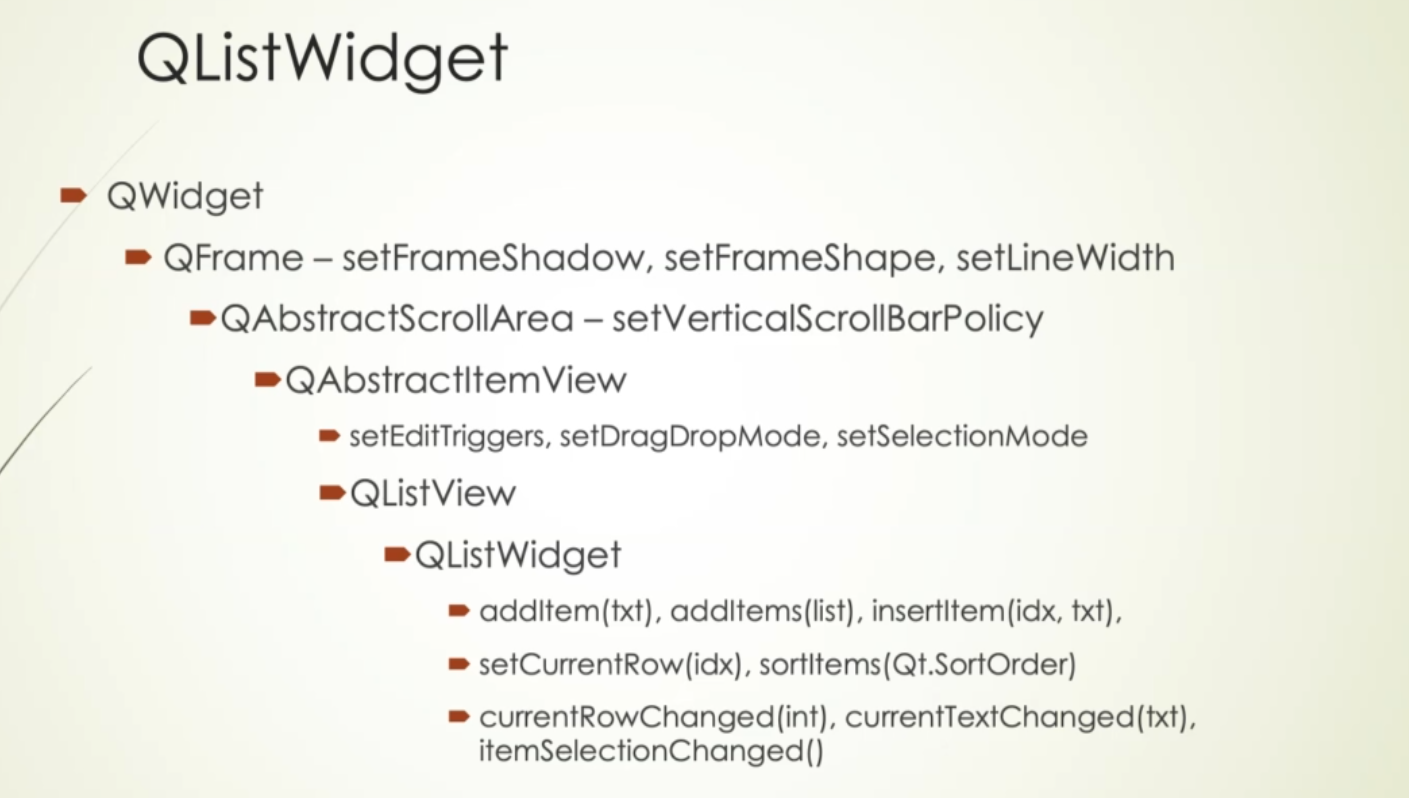 QListWidget
QWidget
QFrame – setFrameShadow, setFrameShape, setLineWidth
QAbstractScrollArea – setVerticalScrollBarPolicy
QAbstractItemView
setEditTriggers, setDragDropMode, setSelectionMode
QListView
QListWidget
addItem(txt), addItems(list), insertItem(idx, txt),
setCurrentRow(idx), sortItems(Qt.SortOrder)
currentRowChanged(int), currentTextChanged(txt),
itemSelectionChanged()